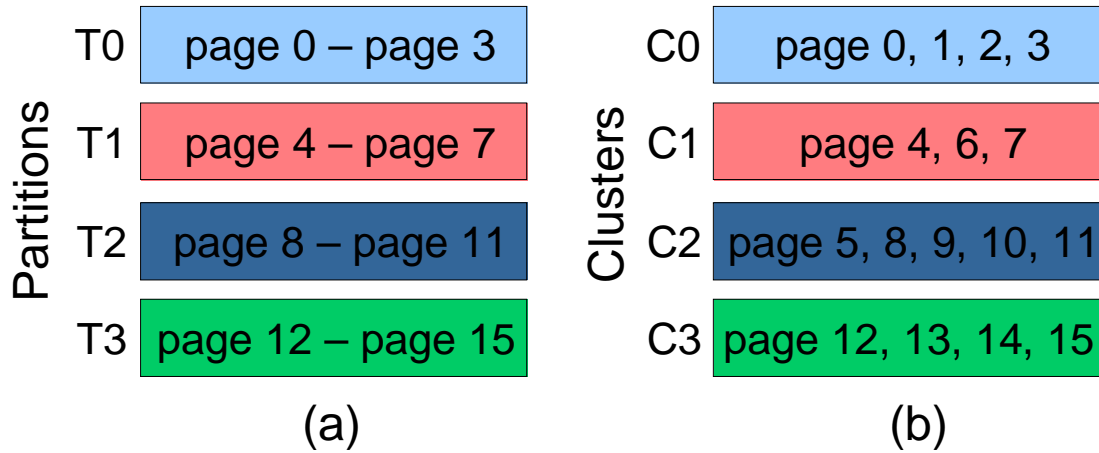 Partitions
T0 page 0 – page 3
T1 page 4 – page 7
T2 page 8 – page 11
T3 page 12 – page 15
(a)
Clusters
C0 page 0, 1, 2, 3
C1 page 4, 6, 7
C2 page 5, 8, 9, 10, 11
C3 page 12, 13, 14, 15
(b)